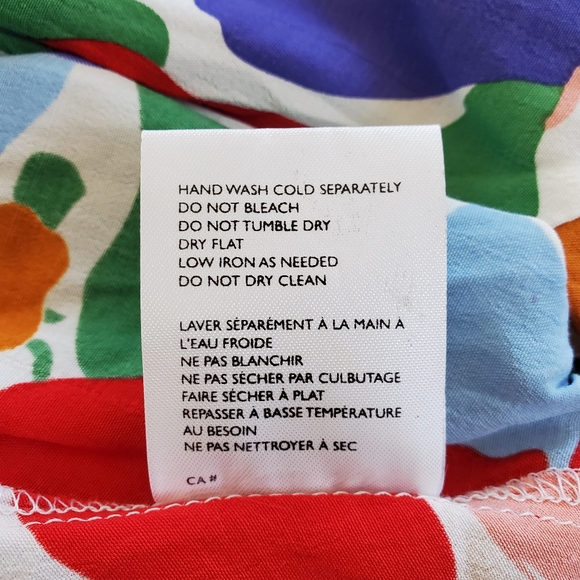 HAND WASH COLD SEPARATELY
DO NOT BLEACH
DO NOT TUMBLE DRY
DRY FLAT
LOW IRON AS NEEDED
DO NOT DRY CLEAN
LAVER SÉPARÉMENT À LA MAIN À
L'EAU FROIDE
NE PAS BLANCHIR
NE PAS SÉCHER PAR CULBUTAGE
FAIRE SÉCHER À PLAT
REPASSER À BASSE TEMPÉRATURE
AU BESOIN
NE PAS NETTROYER À SEC
CA#